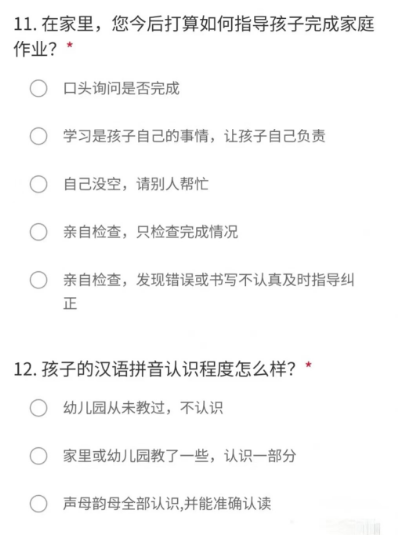 11. 在家里，您今后打算如何指导孩子完成家庭
作业？*
口头询问是否完成
学习是孩子自己的事情，让孩子自己负责
自己没空，请别人帮忙
亲自检查，只检查完成情况
亲自检查，发现错误或书写不认真及时指导纠
正
12. 孩子的汉语拼音认识程度怎么样？*
幼儿园从未教过，不认识
家里或幼儿园教了一些，认识一部分
声母韵母全部认识,并能准确认读